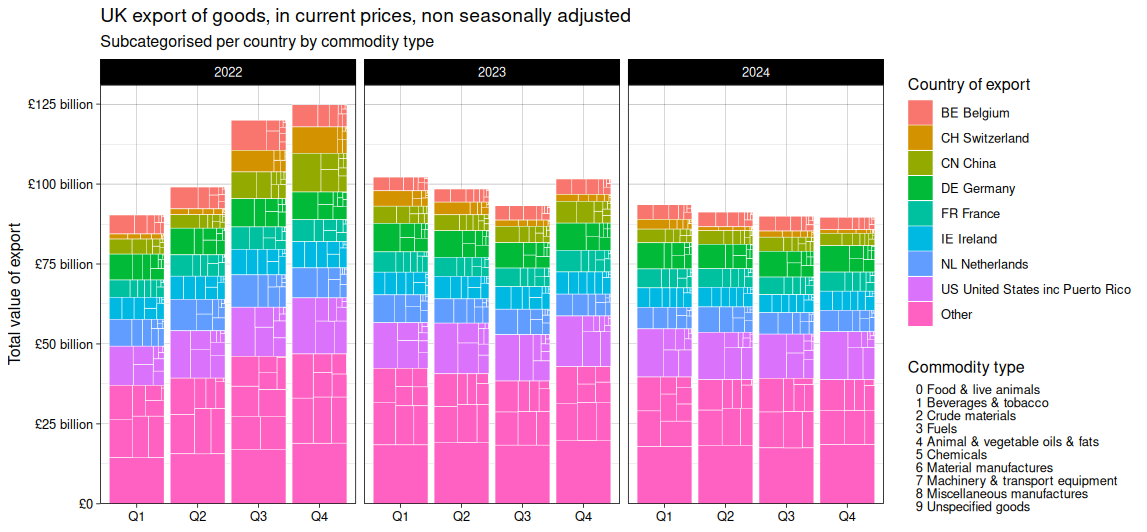 UK export of goods, in current prices, non seasonally adjusted
Subcategorised per country by commodity type
2022
2023
2024
Total value of export
£125 billion
£100 billion
£75 billion
£50 billion
£25 billion
£0
Q1 Q2 Q3 Q4
Q1 Q2 Q3 Q4
Q1 Q2 Q3 Q4
Country of export
BE Belgium
CH Switzerland
CN China
DE Germany
FR France
IE Ireland
NL Netherlands
US United States inc Puerto Rico
Other
Commodity type
0 Food & live animals
1 Beverages & tobacco
2 Crude materials
3 Fuels
4 Animal & vegetable oils & fats
5 Chemicals
6 Material manufactures
7 Machinery & transport equipment
8 Miscellaneous manufactures
9 Unspecified goods